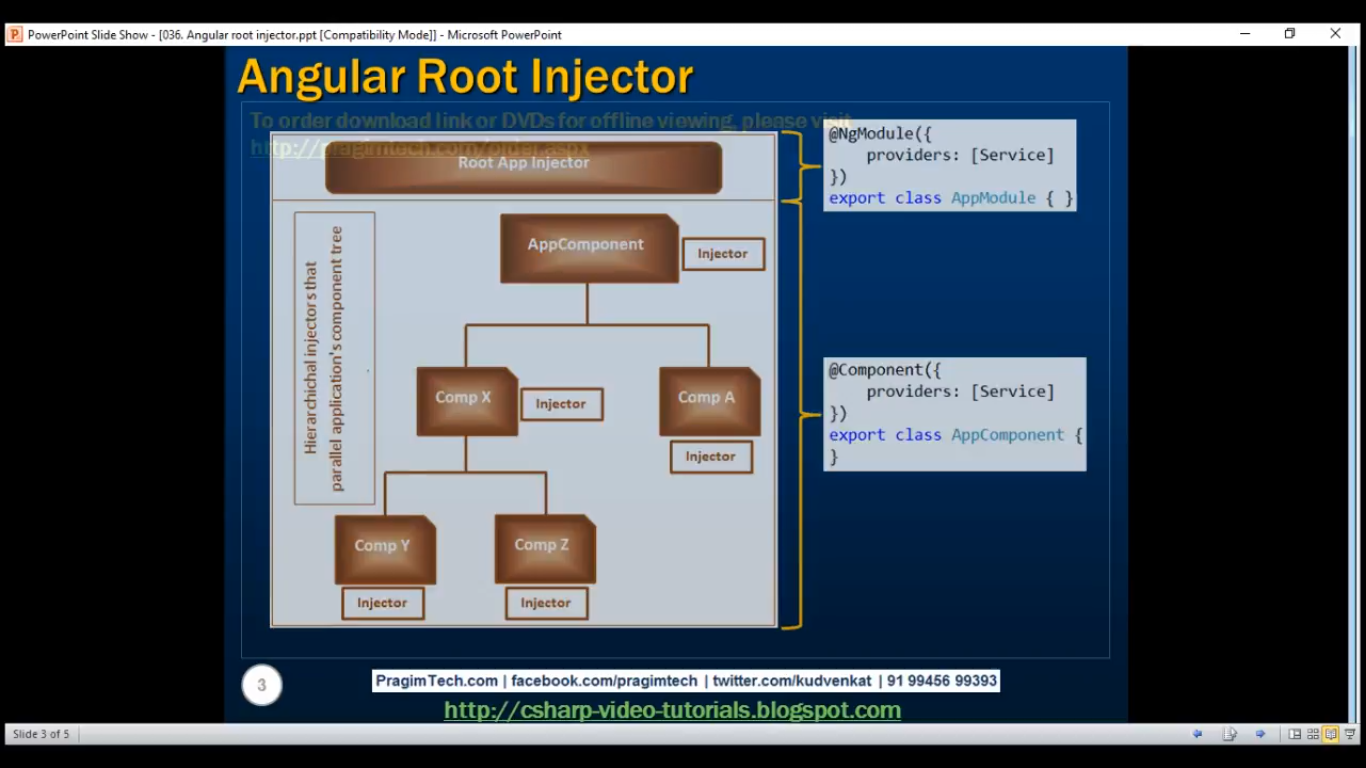 PowerPoint Slide Show - [036. Angular root injector.ppt [Compatibility Mode]] - Microsoft PowerPoint
Angular Root Injector
To order download link or DVDs for offline viewing, please visit
http://pragimtech.com/order.aspx
Root App Injector
@NgModule({
providers: [Service]
})
export class AppModule { }
Hierarchichal injectors that
parallel application's component tree
AppComponent
Injector
Comp X
Injector
Comp A
Injector
Comp Y
Injector
Comp Z
Injector
@Component({
providers: [Service]
})
export class AppComponent {
}
3
PragimTech.com | facebook.com/pragimtech | twitter.com/kudvenkat | 91 99456 99393
http://csharp-video-tutorials.blogspot.com
Slide 3 of 5